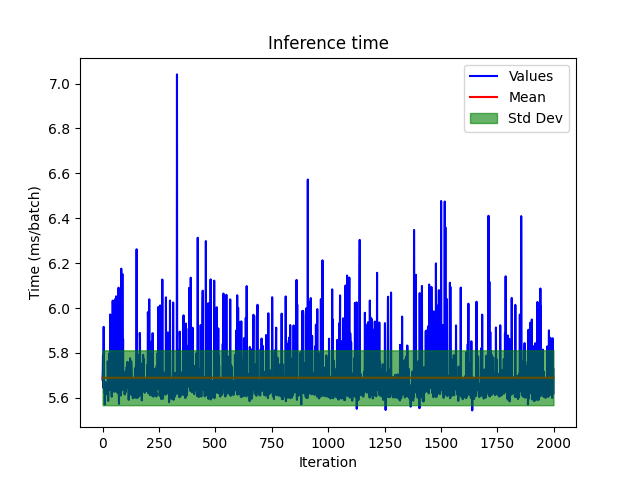 Inference time
Values
Mean
Std Dev
Time (ms/batch)
7.0
6.8
6.6
6.4
6.2
6.0
5.8
5.6
0 250 500 750 1000 1250 1500 1750 2000
Iteration